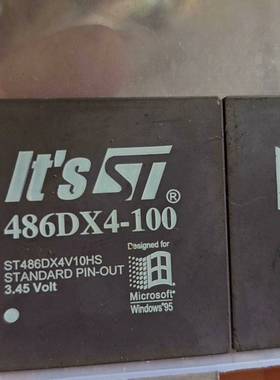 It's ST®
486DX4-100
ST486DX4V10HS
STANDARD PIN-OUT
3.45 Volt
Designed for
Microsoft®
Windows®95